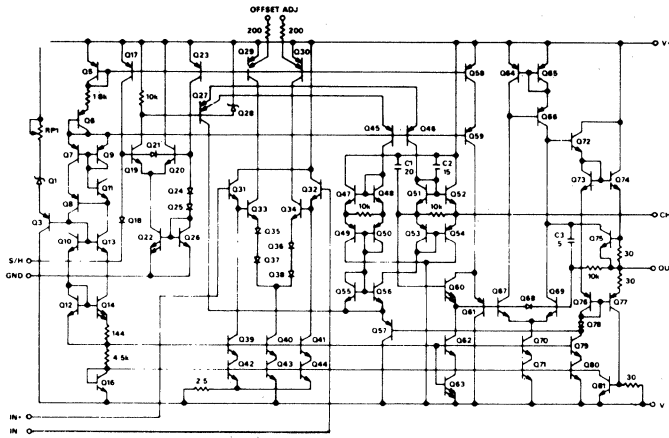 OFFSET ADJ
200 200
V+
Q5 Q17 Q23 Q29 Q30 Q58 Q64 Q65
1.8k 10k Q21 Q27 Q28 Q66
Q6 Q45 Q46 Q59 Q72
RP1 Q7 Q9 Q19 Q20 C1 20 C2 15 Q73 Q74
Q1 Q11 Q24 Q31 Q33 Q34 Q32 Q47 Q48 Q51 Q52
Q8 Q25 10k 10k CH
Q3 Q18 Q35 Q36 Q49 Q50 Q53 Q54 C3 5 Q75
Q10 Q13 Q22 Q26 Q37 Q38 30
S/H
GND
10k OU
Q12 Q14 Q55 Q56 Q60 Q61 Q67 Q68 Q69 Q76 Q77 30
Q57 Q78
144 Q39 Q40 Q41 Q62 Q70 Q79
4.5k Q42 Q43 Q44 Q71 Q80
Q16 2.5 Q63 Q81 30
V
IN+
IN